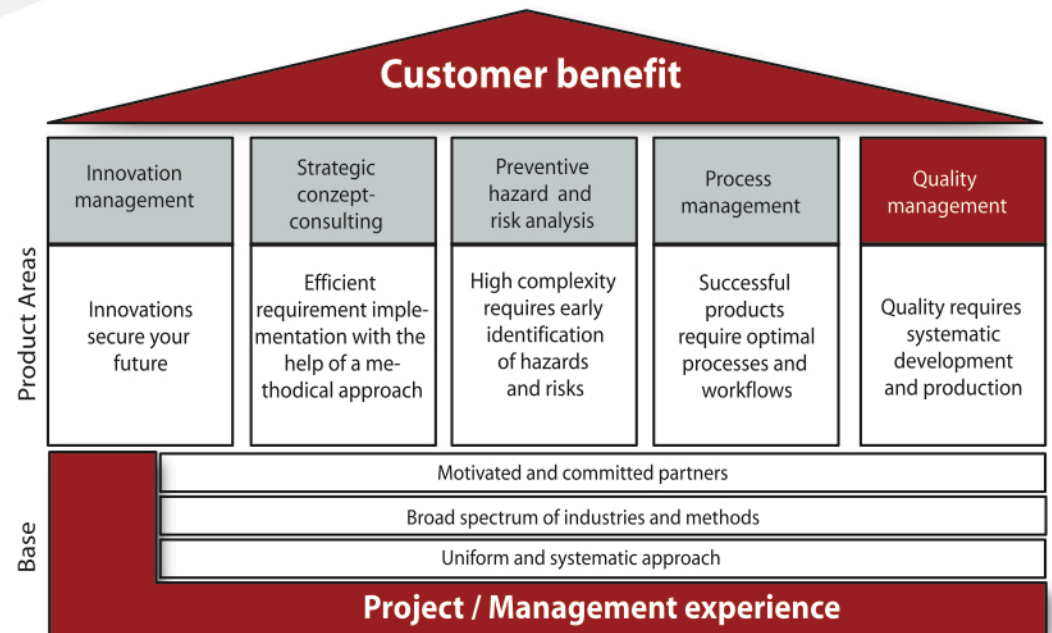 Customer benefit
Product Areas
Innovation
management
Innovations
secure your
future
Strategic
conzept-
consulting
Efficient
requirement imple-
mentation with the
help of a me-
thodical approach
Preventive
hazard and
risk analysis
High complexity
requires early
identification
of hazards
and risks
Process
management
Successful
products
require optimal
processes and
workflows
Quality
management
Quality requires
systematic
development
and production
Base
Motivated and committed partners
Broad spectrum of industries and methods
Uniform and systematic approach
Project / Management experience